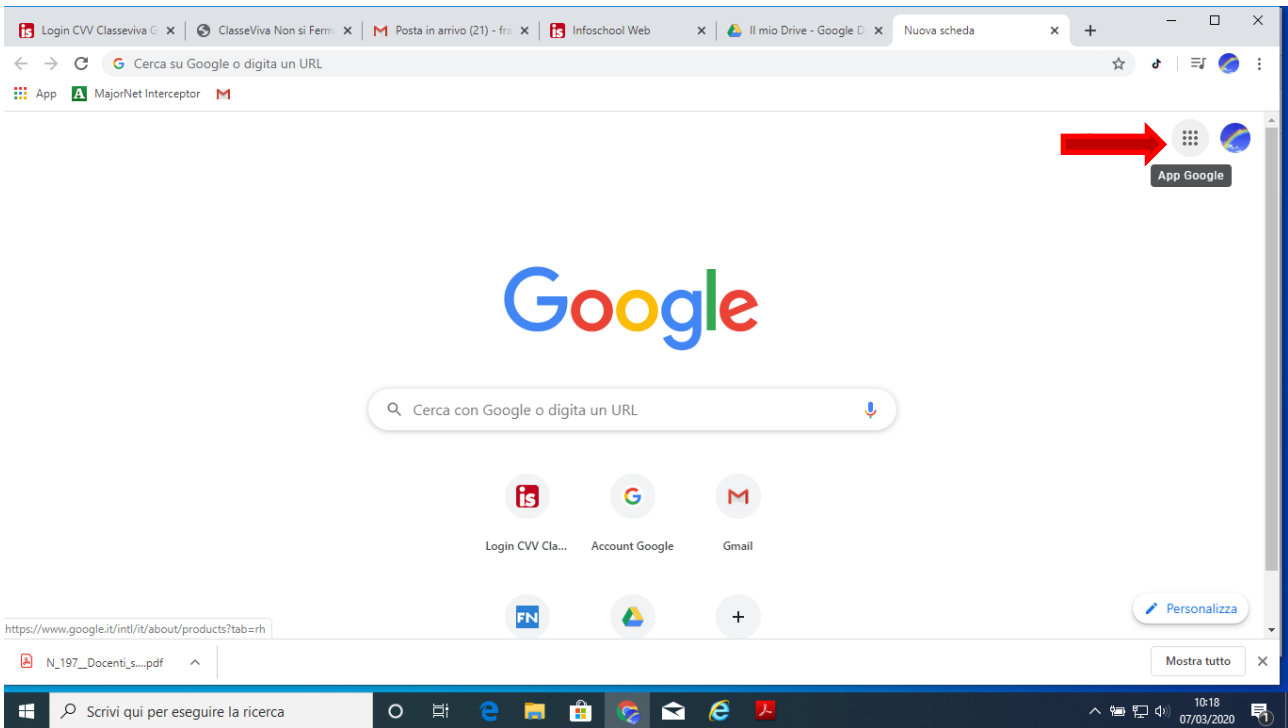 Login CVV Classeviva G
ClasseViva Non si Ferm
Posta in arrivo (21) - fra
Infoschool Web
Il mio Drive - Google D
Nuova scheda
Cerca su Google o digita un URL
App
MajorNet Interceptor
App Google
Google
Cerca con Google o digita un URL
is
Login CVV Cla...
Account Google
Gmail
FN
Personalizza
https://www.google.it/intl/it/about/products?tab=rh
N_197__Docenti_s....pdf
Mostra tutto
Scrivi qui per eseguire la ricerca
10:18
07/03/2020
1